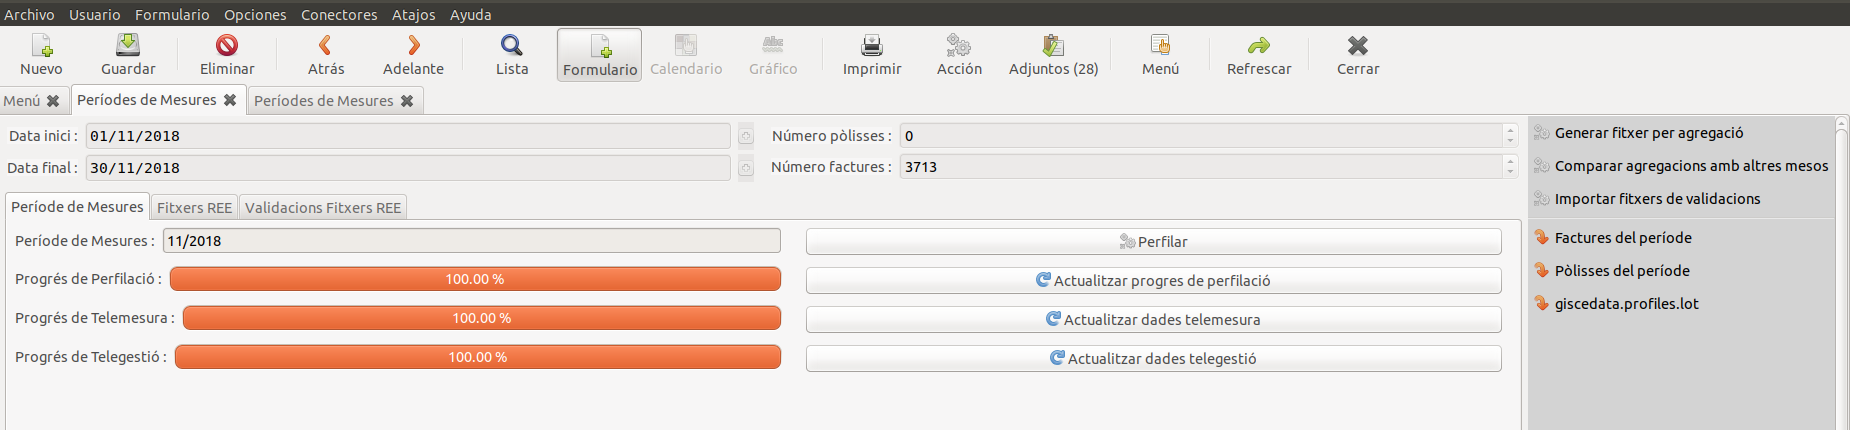 Archivo Usuario Formulario Opciones Conectores Atajos Ayuda
Nuevo Guardar Eliminar Atrás Adelante Lista Formulario Calendario Abc Gráfico Imprimir Acción Adjuntos (28) Menú Refrescar Cerrar
Menú Períodes de Mesures Períodes de Mesures
Data inici : 01/11/2018 Número pòlisses : 0
Data final : 30/11/2018 Número factures : 3713
Període de Mesures Fitxers REE Validacions Fitxers REE
Període de Mesures : 11/2018 Perfilar
Progrés de Perfilació : 100.00 % Actualitzar progres de perfilació
Progrés de Telemesura : 100.00 % Actualitzar dades telemesura
Progrés de Telegestió : 100.00 % Actualitzar dades telegestió
Generar fitxer per agregació
Comparar agregacions amb altres mesos
Importar fitxers de validacions
Factures del període
Pòlisses del període
giscedata.profiles.lot